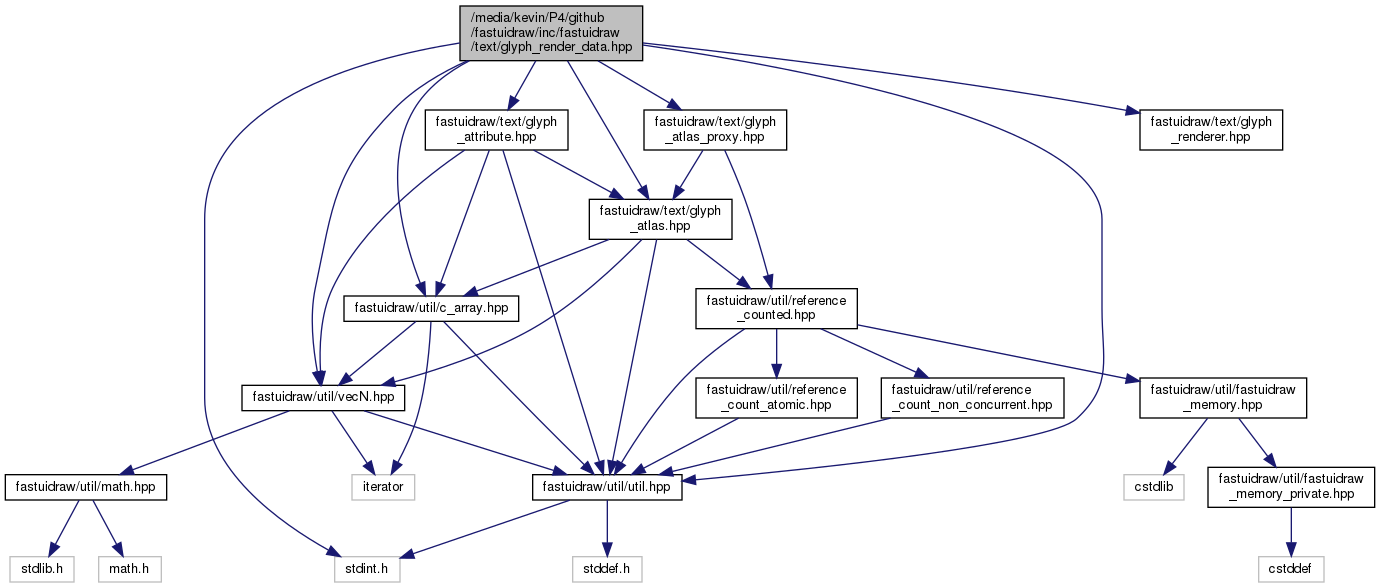 /media/kevin/P4/github
/fastuidraw/inc/fastuidraw
/text/glyph_render_data.hpp
fastuidraw/text/glyph
_attribute.hpp
fastuidraw/text/glyph
_atlas_proxy.hpp
fastuidraw/text/glyph
_renderer.hpp
fastuidraw/text/glyph
_atlas.hpp
fastuidraw/util/c_array.hpp
fastuidraw/util/reference
_counted.hpp
fastuidraw/util/vecN.hpp
fastuidraw/util/reference
_count_atomic.hpp
fastuidraw/util/reference
_count_non_concurrent.hpp
fastuidraw/util/fastuidraw
_memory.hpp
fastuidraw/util/math.hpp
iterator
fastuidraw/util/util.hpp
cstdlib
fastuidraw/util/fastuidraw
_memory_private.hpp
stdlib.h
math.h
stdint.h
stddef.h
cstddef